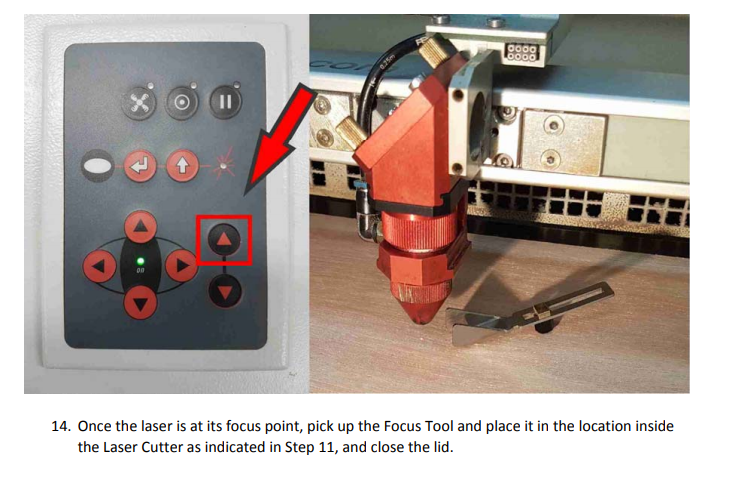 14. Once the laser is at its focus point, pick up the Focus Tool and place it in the location inside
the Laser Cutter as indicated in Step 11, and close the lid.